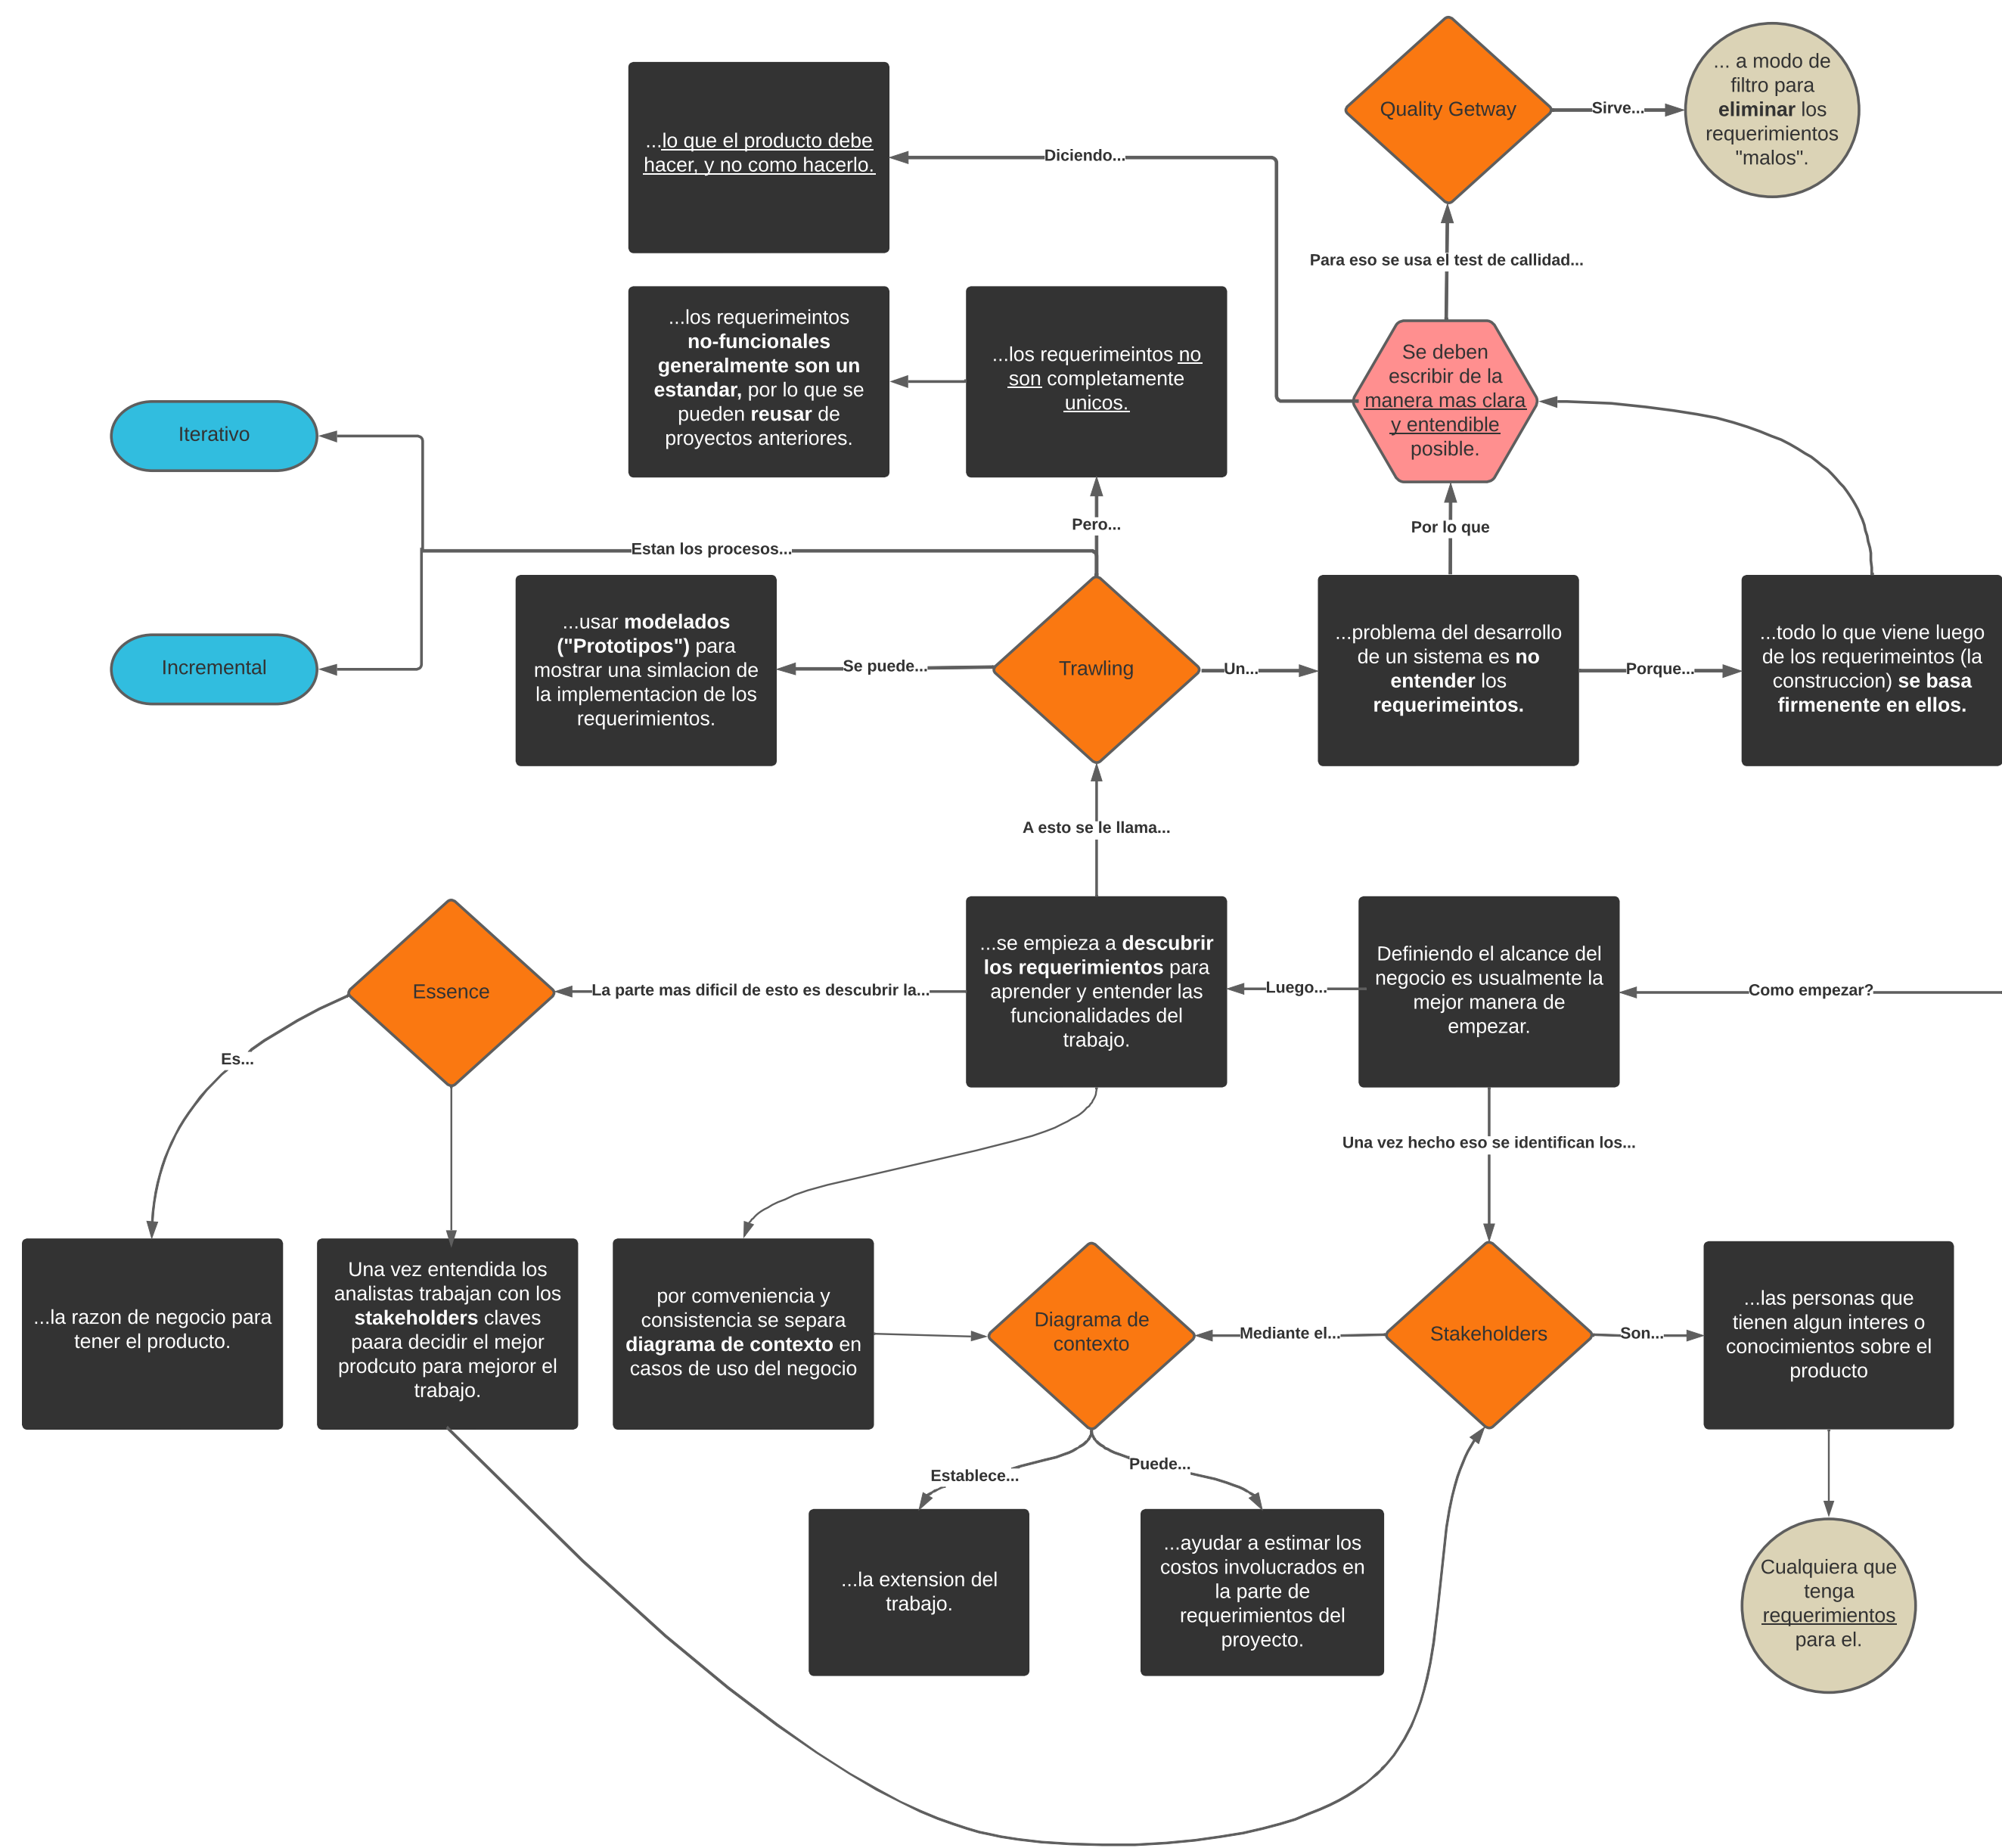 Quality Getway
Sirve...
... a modo de
filtro para
eliminar los
requerimientos
"malos".
...lo que el producto debe
hacer, y no como hacerlo.
Diciendo...
Para eso se usa el test de callidad...
...los requerimeintos
no-funcionales
generalmente son un
estandar, por lo que se
pueden reusar de
proyectos anteriores.
...los requerimeintos no
son completamente
unicos.
Se deben
escribir de la
manera mas clara
y entendible
posible.
Iterativo
Pero...
Por lo que
Estan los procesos...
Incremental
...usar modelados
("Prototipos") para
mostrar una simlacion de
la implementacion de los
requerimientos.
Se puede...
Trawling
Un...
...problema del desarrollo
de un sistema es no
entender los
requerimeintos.
Porque...
...todo lo que viene luego
de los requerimeintos (la
construccion) se basa
firmenente en ellos.
A esto se le llama...
Essence
La parte mas dificil de esto es descubrir la...
...se empieza a descubrir
los requerimientos para
aprender y entender las
funcionalidades del
trabajo.
Luego...
Definiendo el alcance del
negocio es usualmente la
mejor manera de
empezar.
Como empezar?
Es...
Una vez hecho eso se identifican los...
...la razon de negocio para
tener el producto.
Una vez entendida los
analistas trabajan con los
stakeholders claves
paara decidir el mejor
prodcuto para mejoror el
trabajo.
por comveniencia y
consistencia se separa
diagrama de contexto en
casos de uso del negocio
Diagrama de
contexto
Mediante el...
Stakeholders
Son...
...las personas que
tienen algun interes o
conocimientos sobre el
producto
Establece...
Puede...
...la extension del
trabajo.
...ayudar a estimar los
costos involucrados en
la parte de
requerimientos del
proyecto.
Cualquiera que
tenga
requerimientos
para el.